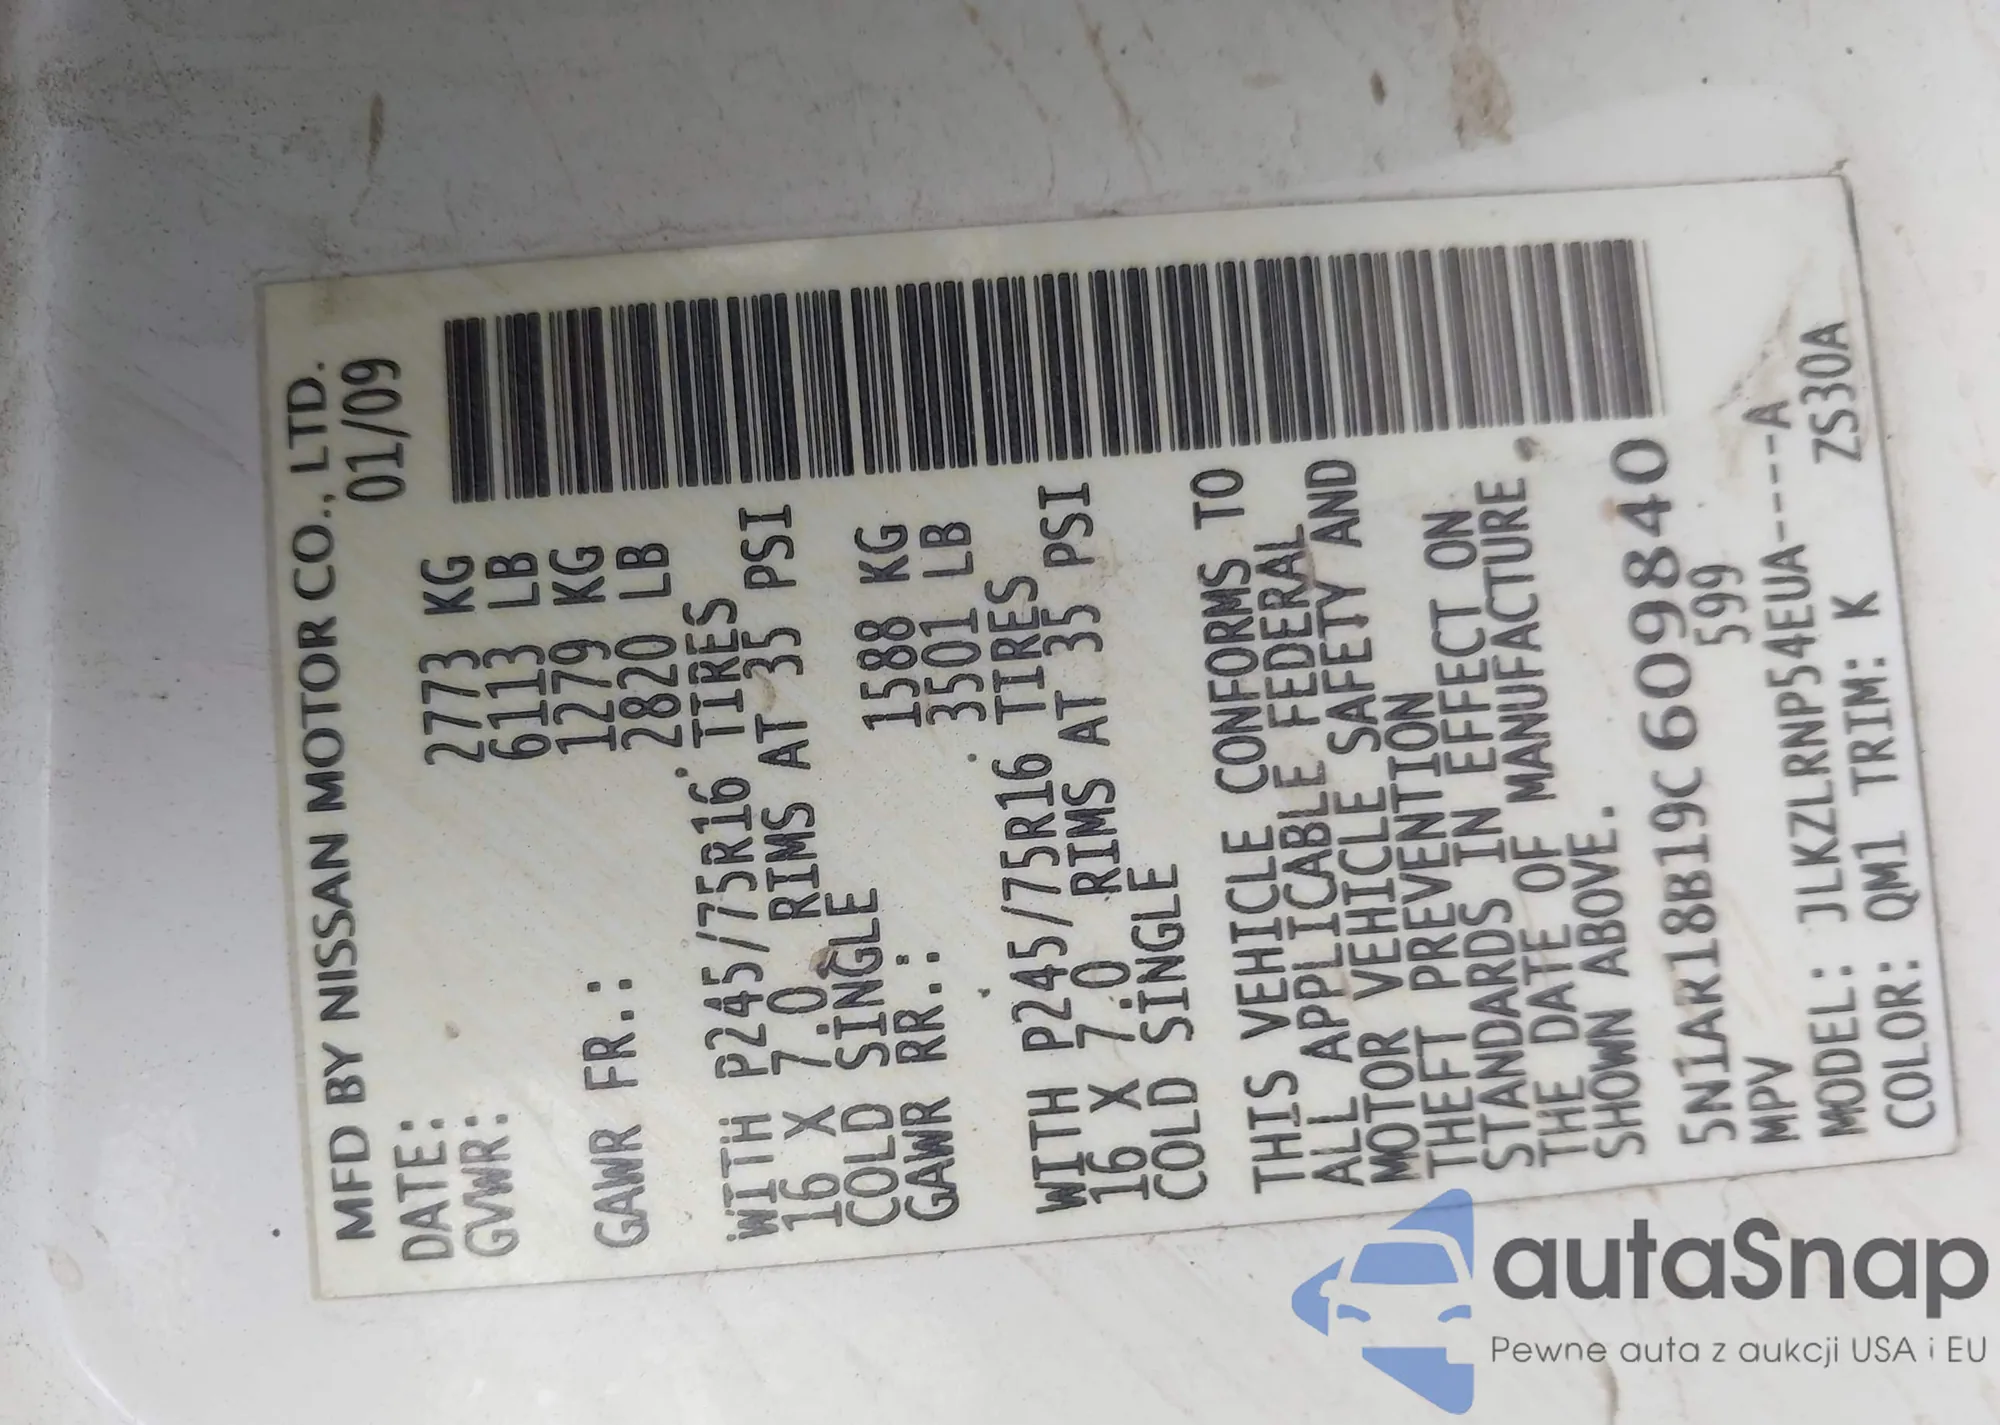 MFD BY NISSAN MOTOR CO., LTD.
DATE: 01/09
GVWR: 2773 KG
6113 LB
GAWR FR.: 1279 KG
2820 LB
WITH P245/75R16 TIRES
16 X 7.0 RIMS AT 35 PSI
COLD SINGLE
GAWR RR.: 1588 KG
3501 LB
WITH P245/75R16 TIRES
16 X 7.0 RIMS AT 35 PSI
COLD SINGLE
THIS VEHICLE CONFORMS TO
ALL APPLICABLE FEDERAL
MOTOR VEHICLE SAFETY AND
THEFT PREVENTION
STANDARDS IN EFFECT ON
THE DATE OF MANUFACTURE,
SHOWN ABOVE.
5N1AR18B19C609840
MPV 599
MODEL: JLKZLRNP54EUA----A
COLOR: QM1 TRIM: K ZS30A
autaSnap
Pewne auta z aukcji USA i EU